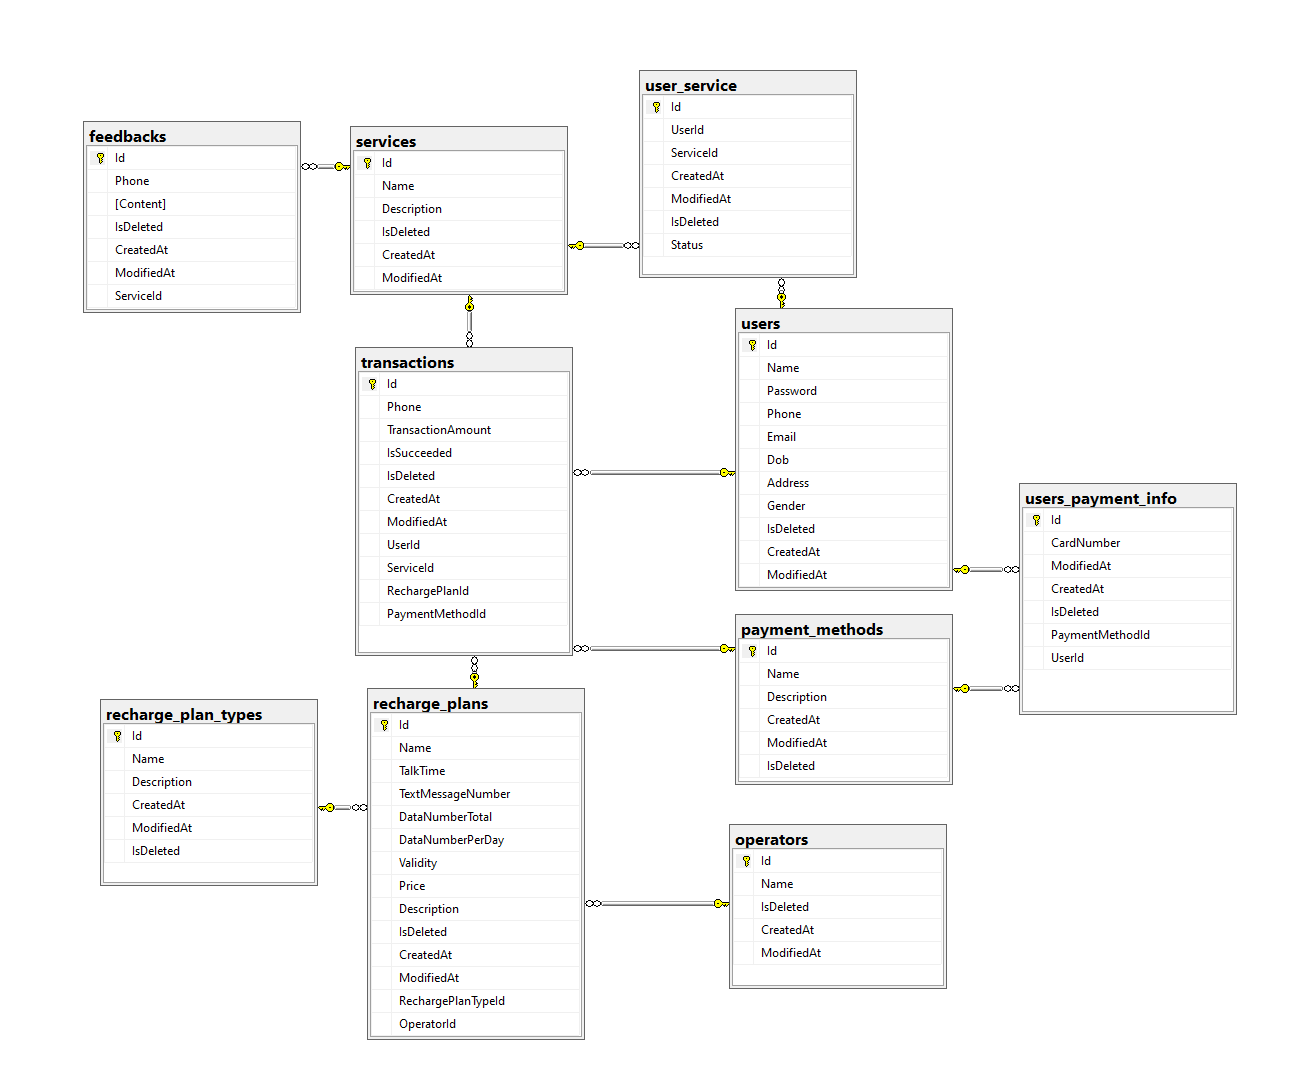 user_service
Id
UserId
ServiceId
CreatedAt
ModifiedAt
IsDeleted
Status
feedbacks
Id
Phone
[Content]
IsDeleted
CreatedAt
ModifiedAt
ServiceId
services
Id
Name
Description
IsDeleted
CreatedAt
ModifiedAt
users
Id
Name
Password
Phone
Email
Dob
Address
Gender
IsDeleted
CreatedAt
ModifiedAt
transactions
Id
Phone
TransactionAmount
IsSucceeded
IsDeleted
CreatedAt
ModifiedAt
UserId
ServiceId
RechargePlanId
PaymentMethodId
users_payment_info
Id
CardNumber
ModifiedAt
CreatedAt
IsDeleted
PaymentMethodId
UserId
payment_methods
Id
Name
Description
CreatedAt
ModifiedAt
IsDeleted
recharge_plan_types
Id
Name
Description
CreatedAt
ModifiedAt
IsDeleted
recharge_plans
Id
Name
TalkTime
TextMessageNumber
DataNumberTotal
DataNumberPerDay
Validity
Price
Description
IsDeleted
CreatedAt
ModifiedAt
RechargePlanTypeId
OperatorId
operators
Id
Name
IsDeleted
CreatedAt
ModifiedAt